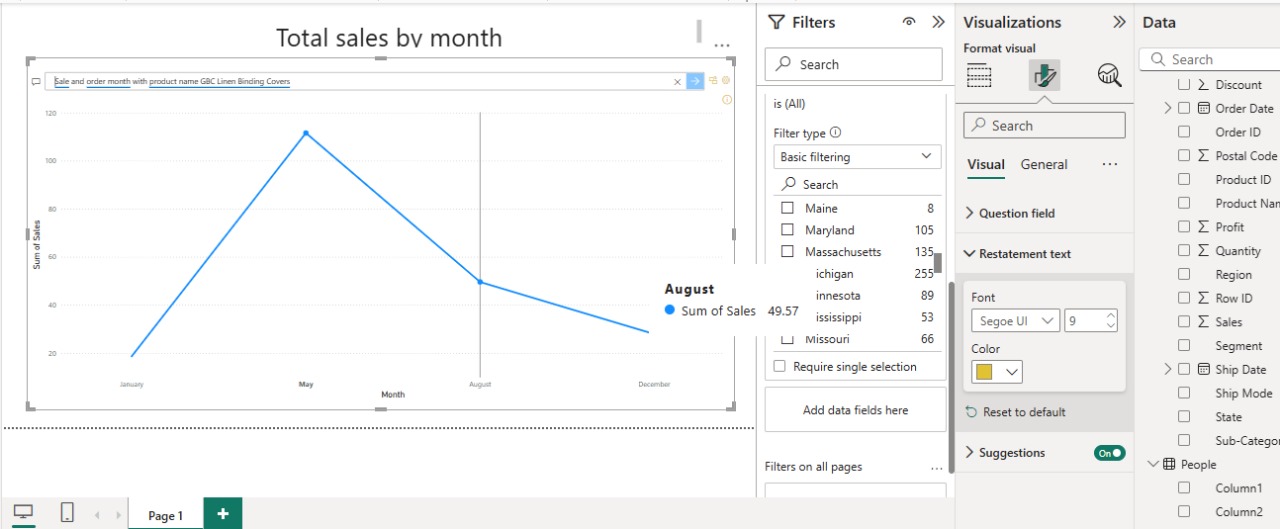 Total sales by month
...
Sale and order month with product name GBC Linen Binding Covers
120
100
80
60
40
20
Sum of Sales
January
May
August
December
Month
August
Sum of Sales 49.57
Page 1
Filters
Search
is (All)
Filter type
Basic filtering
Search
Maine 8
Maryland 105
Massachusetts 135
ichigan 255
innesota 89
ississippi 53
Missouri 66
Require single selection
Add data fields here
Filters on all pages
...
Visualizations
Format visual
Search
Visual General ...
Question field
Restatement text
Font
Segoe UI 9
Color
Reset to default
Suggestions On
Data
Search
Σ Discount
Order Date
Order ID
Σ Postal Code
Product ID
Product Nan
Σ Profit
Σ Quantity
Region
Σ Row ID
Σ Sales
Segment
Ship Date
Ship Mode
State
Sub-Catego
People
Column1
Column2